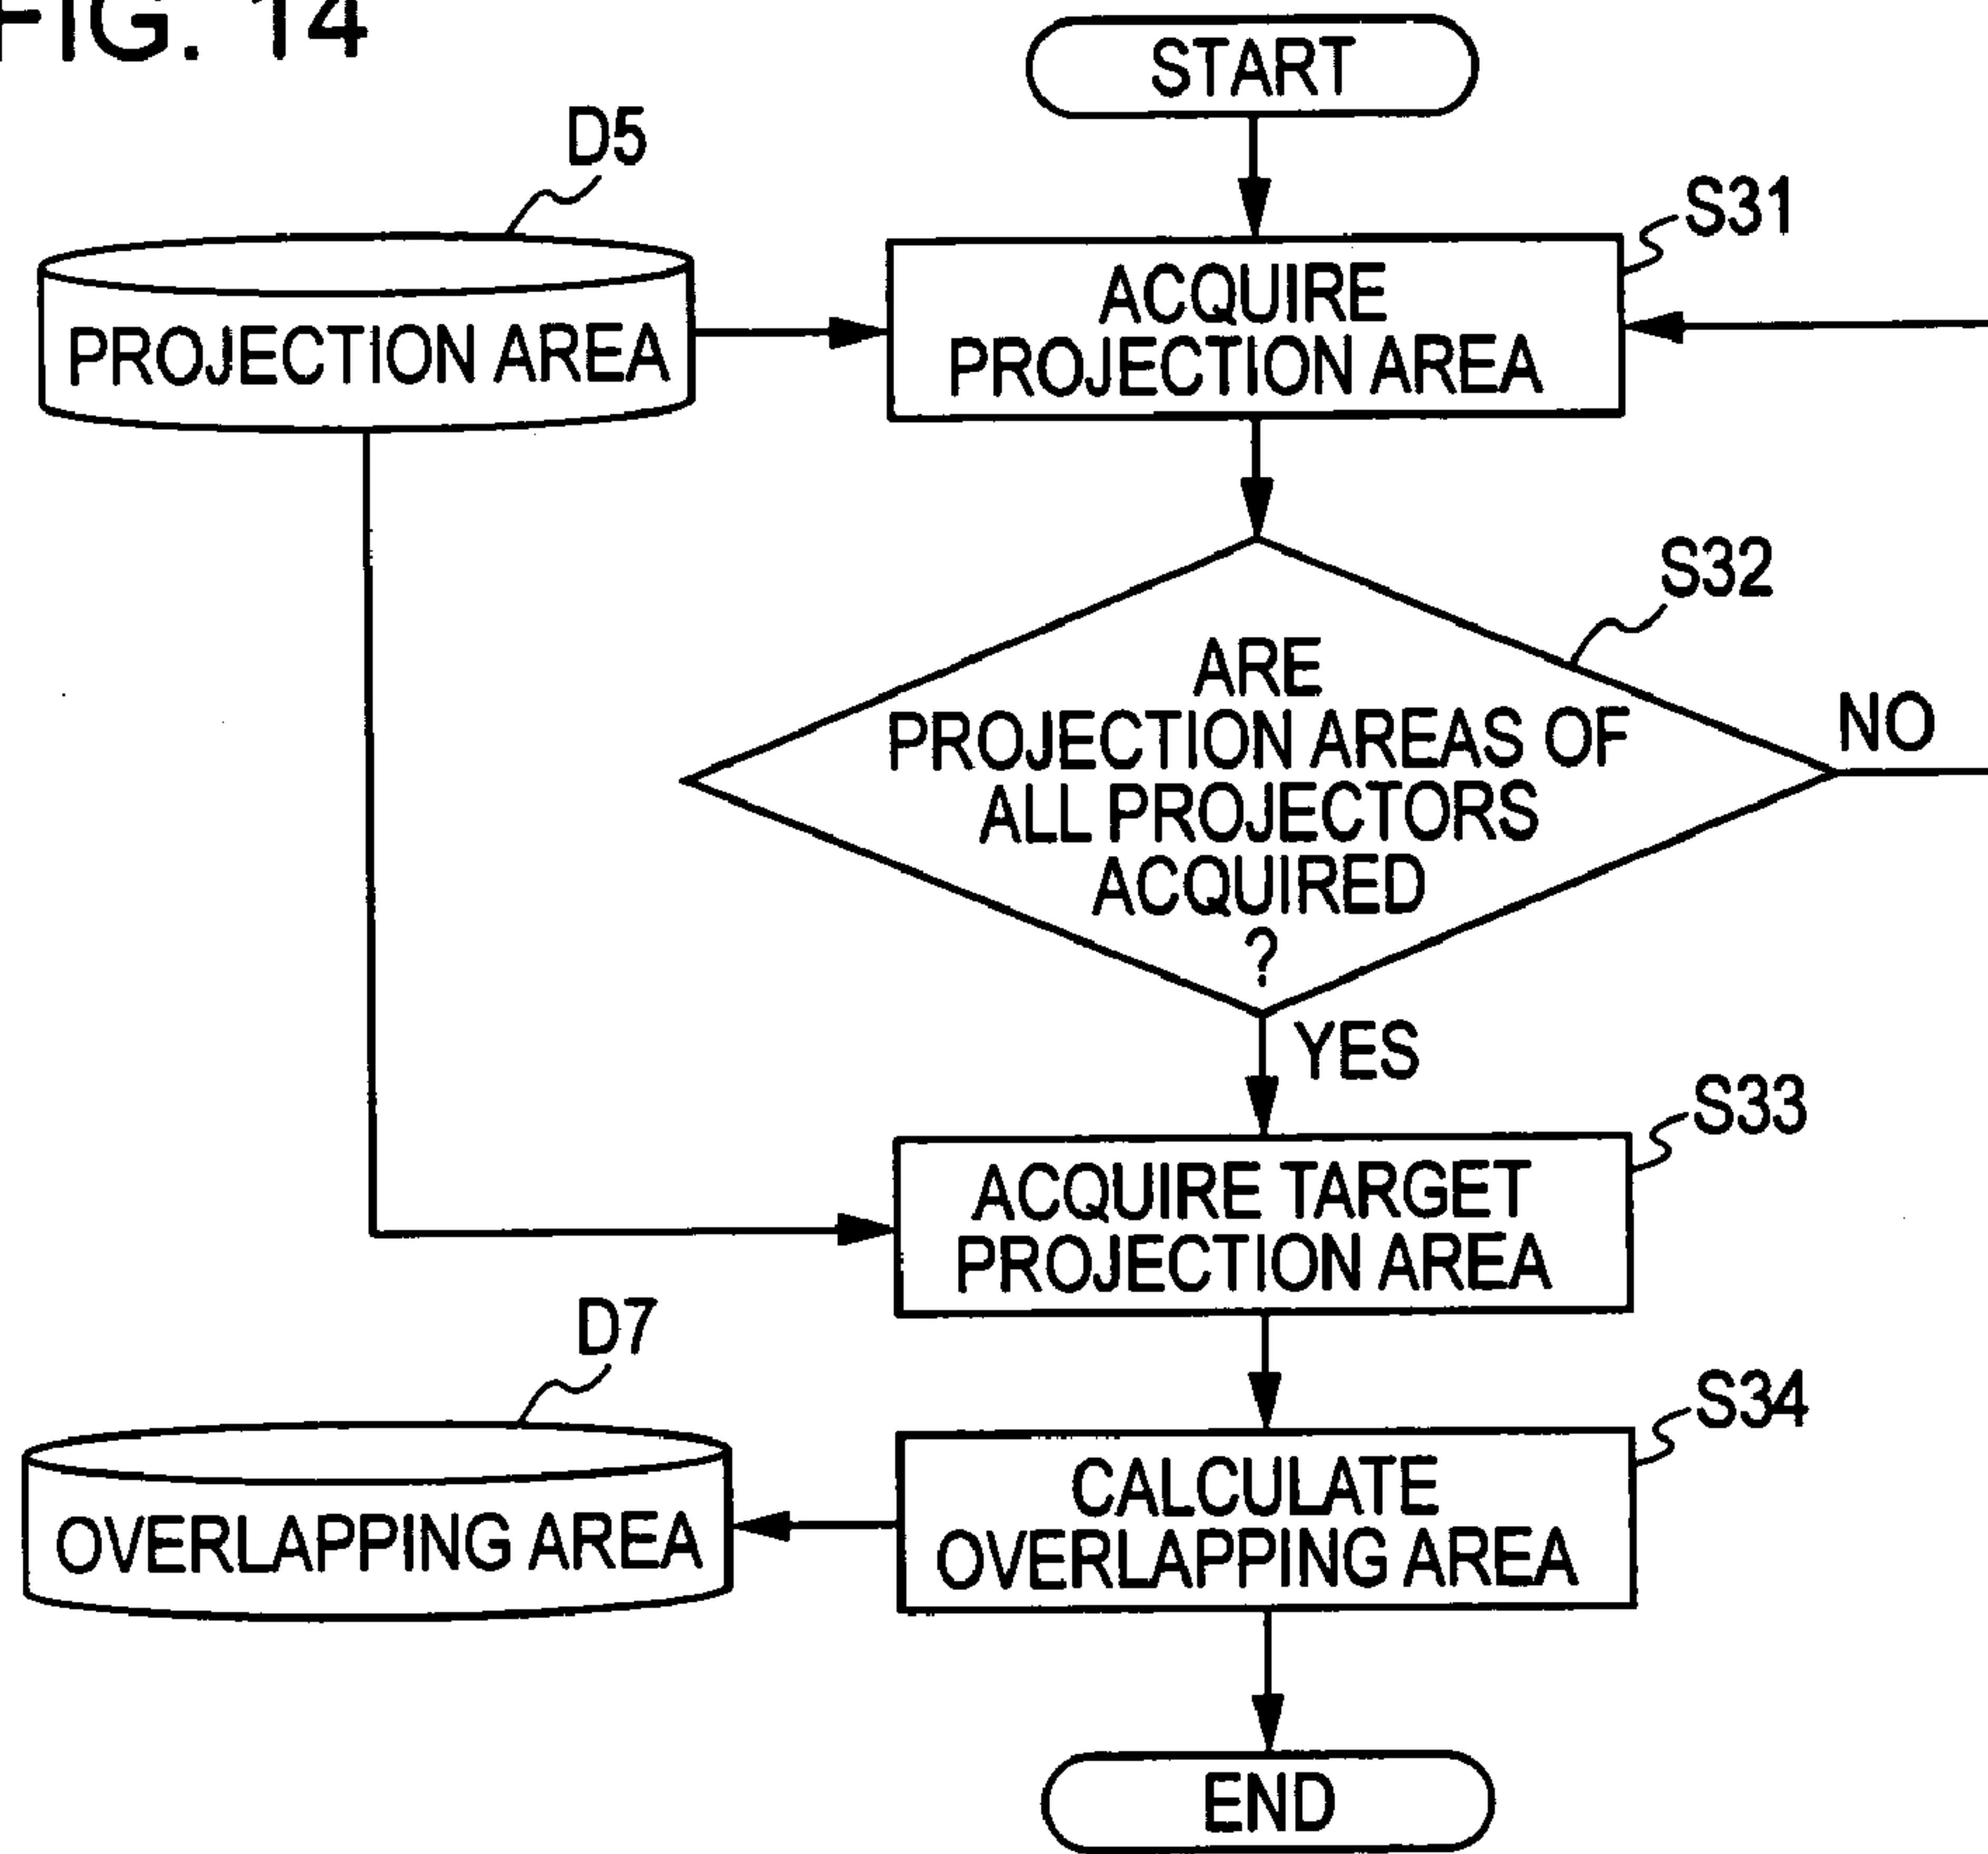 FIG. 14
START
D5
S31
PROJECTION AREA
ACQUIRE
PROJECTION AREA
S32
ARE
PROJECTION AREAS OF
ALL PROJECTORS
ACQUIRED
?
NO
YES
S33
ACQUIRE TARGET
PROJECTION AREA
D7
S34
OVERLAPPING AREA
CALCULATE
OVERLAPPING AREA
END